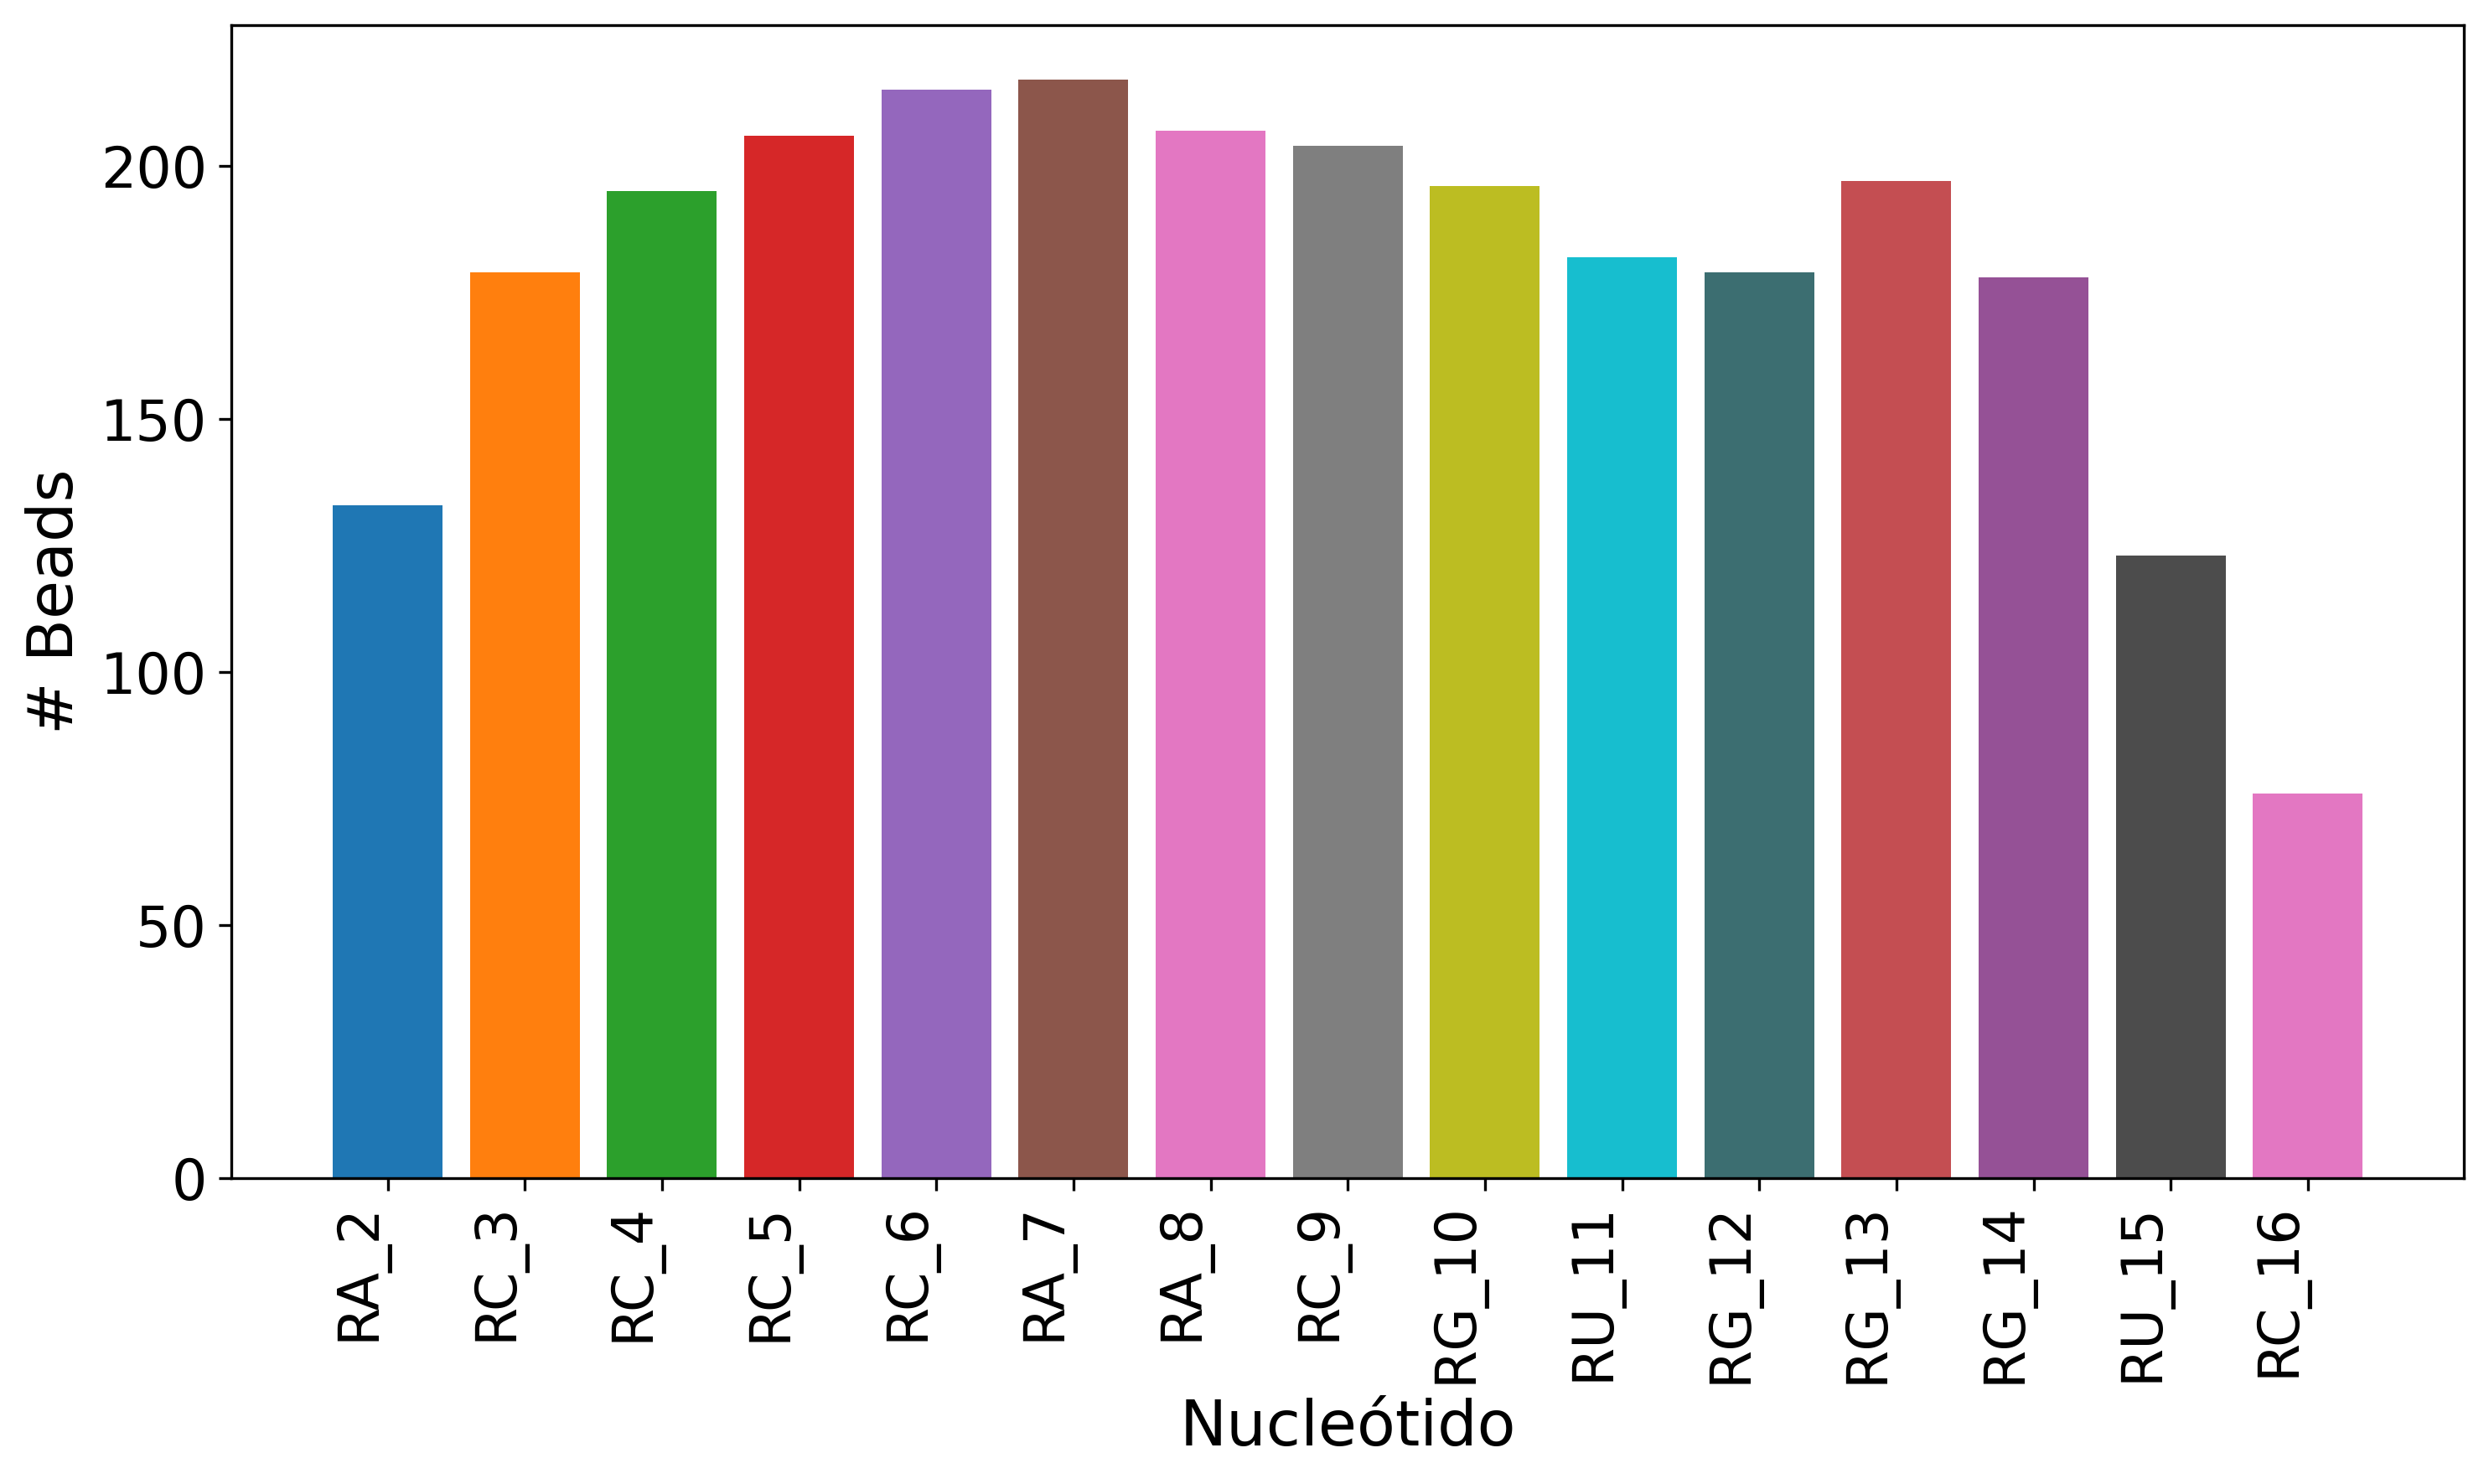 # Beads
200
150
100
50
0
RA_2
RC_3
RC_4
RC_5
RC_6
RA_7
RA_8
RC_9
RG_10
RU_11
RG_12
RG_13
RG_14
RU_15
RC_16
Nucleótido